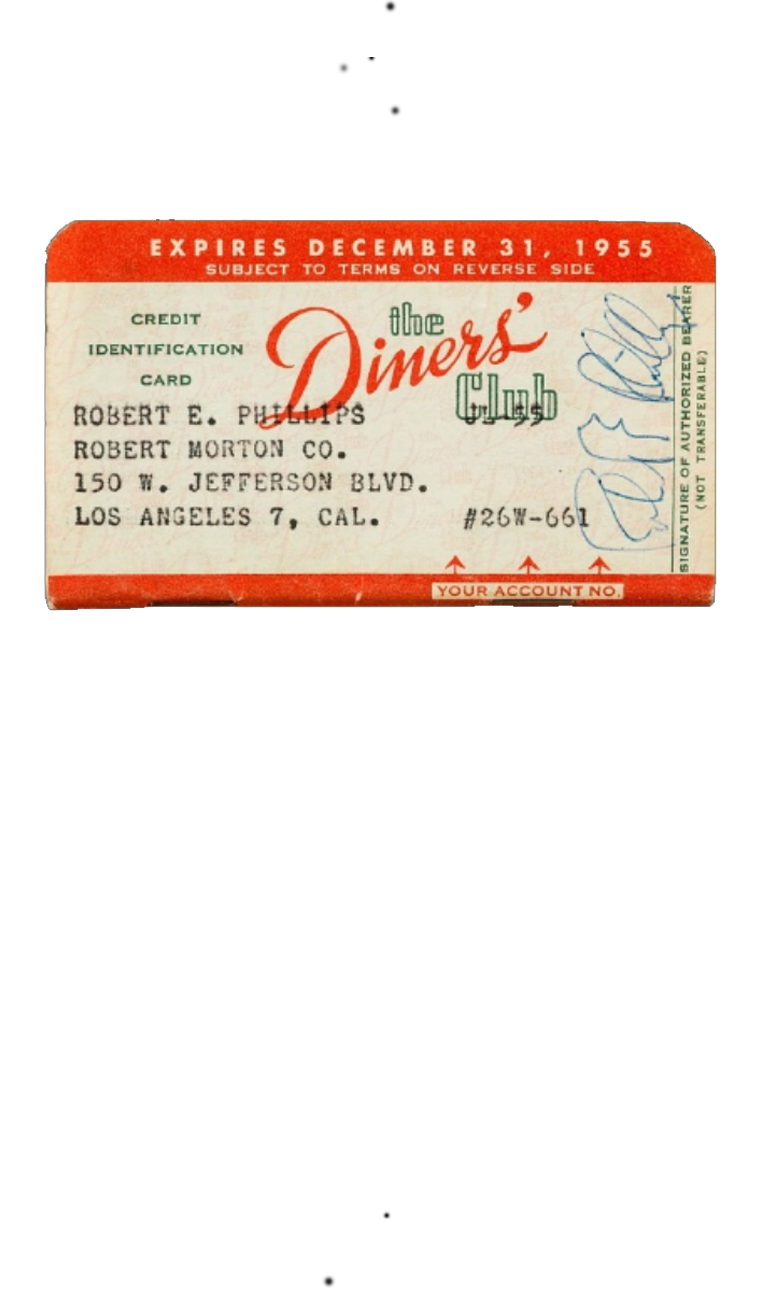 EXPIRES DECEMBER 31, 1955
SUBJECT TO TERMS ON REVERSE SIDE
CREDIT
IDENTIFICATION
CARD
the
Diners'
Club
ROBERT E. PHILLIPS JL-55
ROBERT MORTON CO.
150 W. JEFFERSON BLVD.
LOS ANGELES 7, CAL. #26W-661
YOUR ACCOUNT NO.
SIGNATURE OF AUTHORIZED BEARER
(NOT TRANSFERABLE)